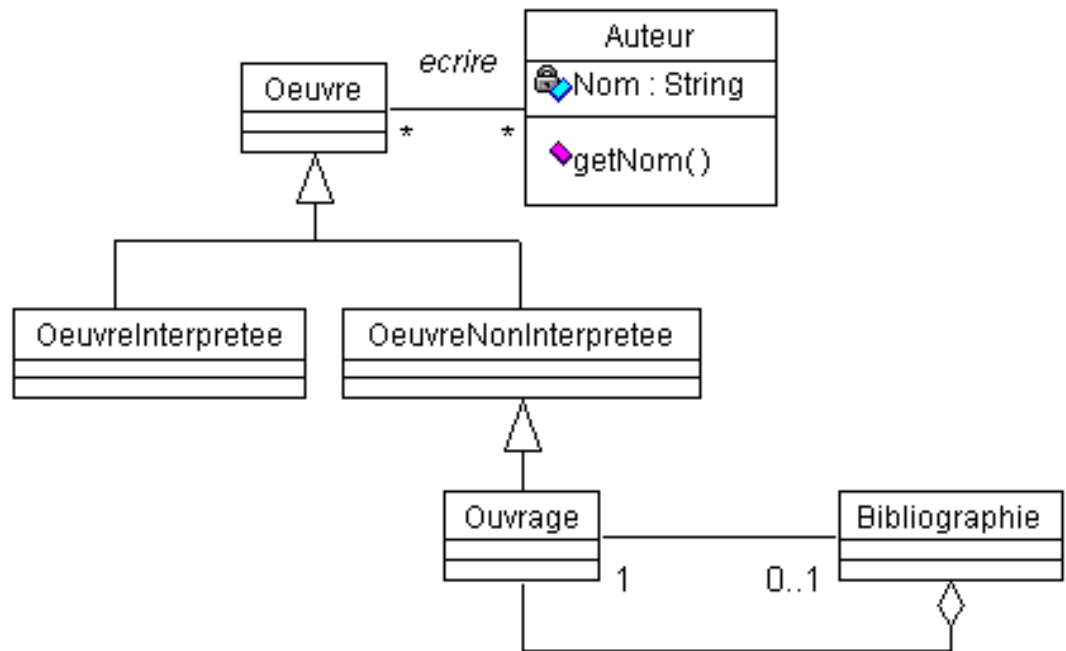 Auteur
ecrire
Oeuvre
Nom : String
* *
getNom()
OeuvreInterpretee
OeuvreNonInterpretee
Ouvrage
Bibliographie
1
0..1